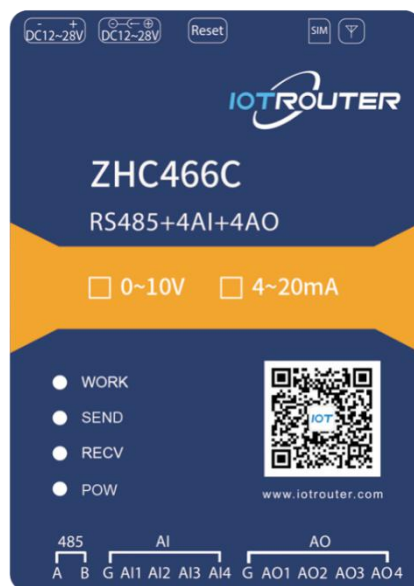 - +
DC12~28V
DC12~28V
Reset
SIM
IOTROUTER
ZHC466C
RS485+4AI+4AO
0~10V
4~20mA
WORK
SEND
RECV
POW
IOT
www.iotrouter.com
485 AI AO
A B G AI1 AI2 AI3 AI4 G AO1 AO2 AO3 AO4